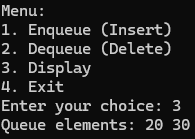 Menu:
1. Enqueue (Insert)
2. Dequeue (Delete)
3. Display
4. Exit
Enter your choice: 3
Queue elements: 20 30